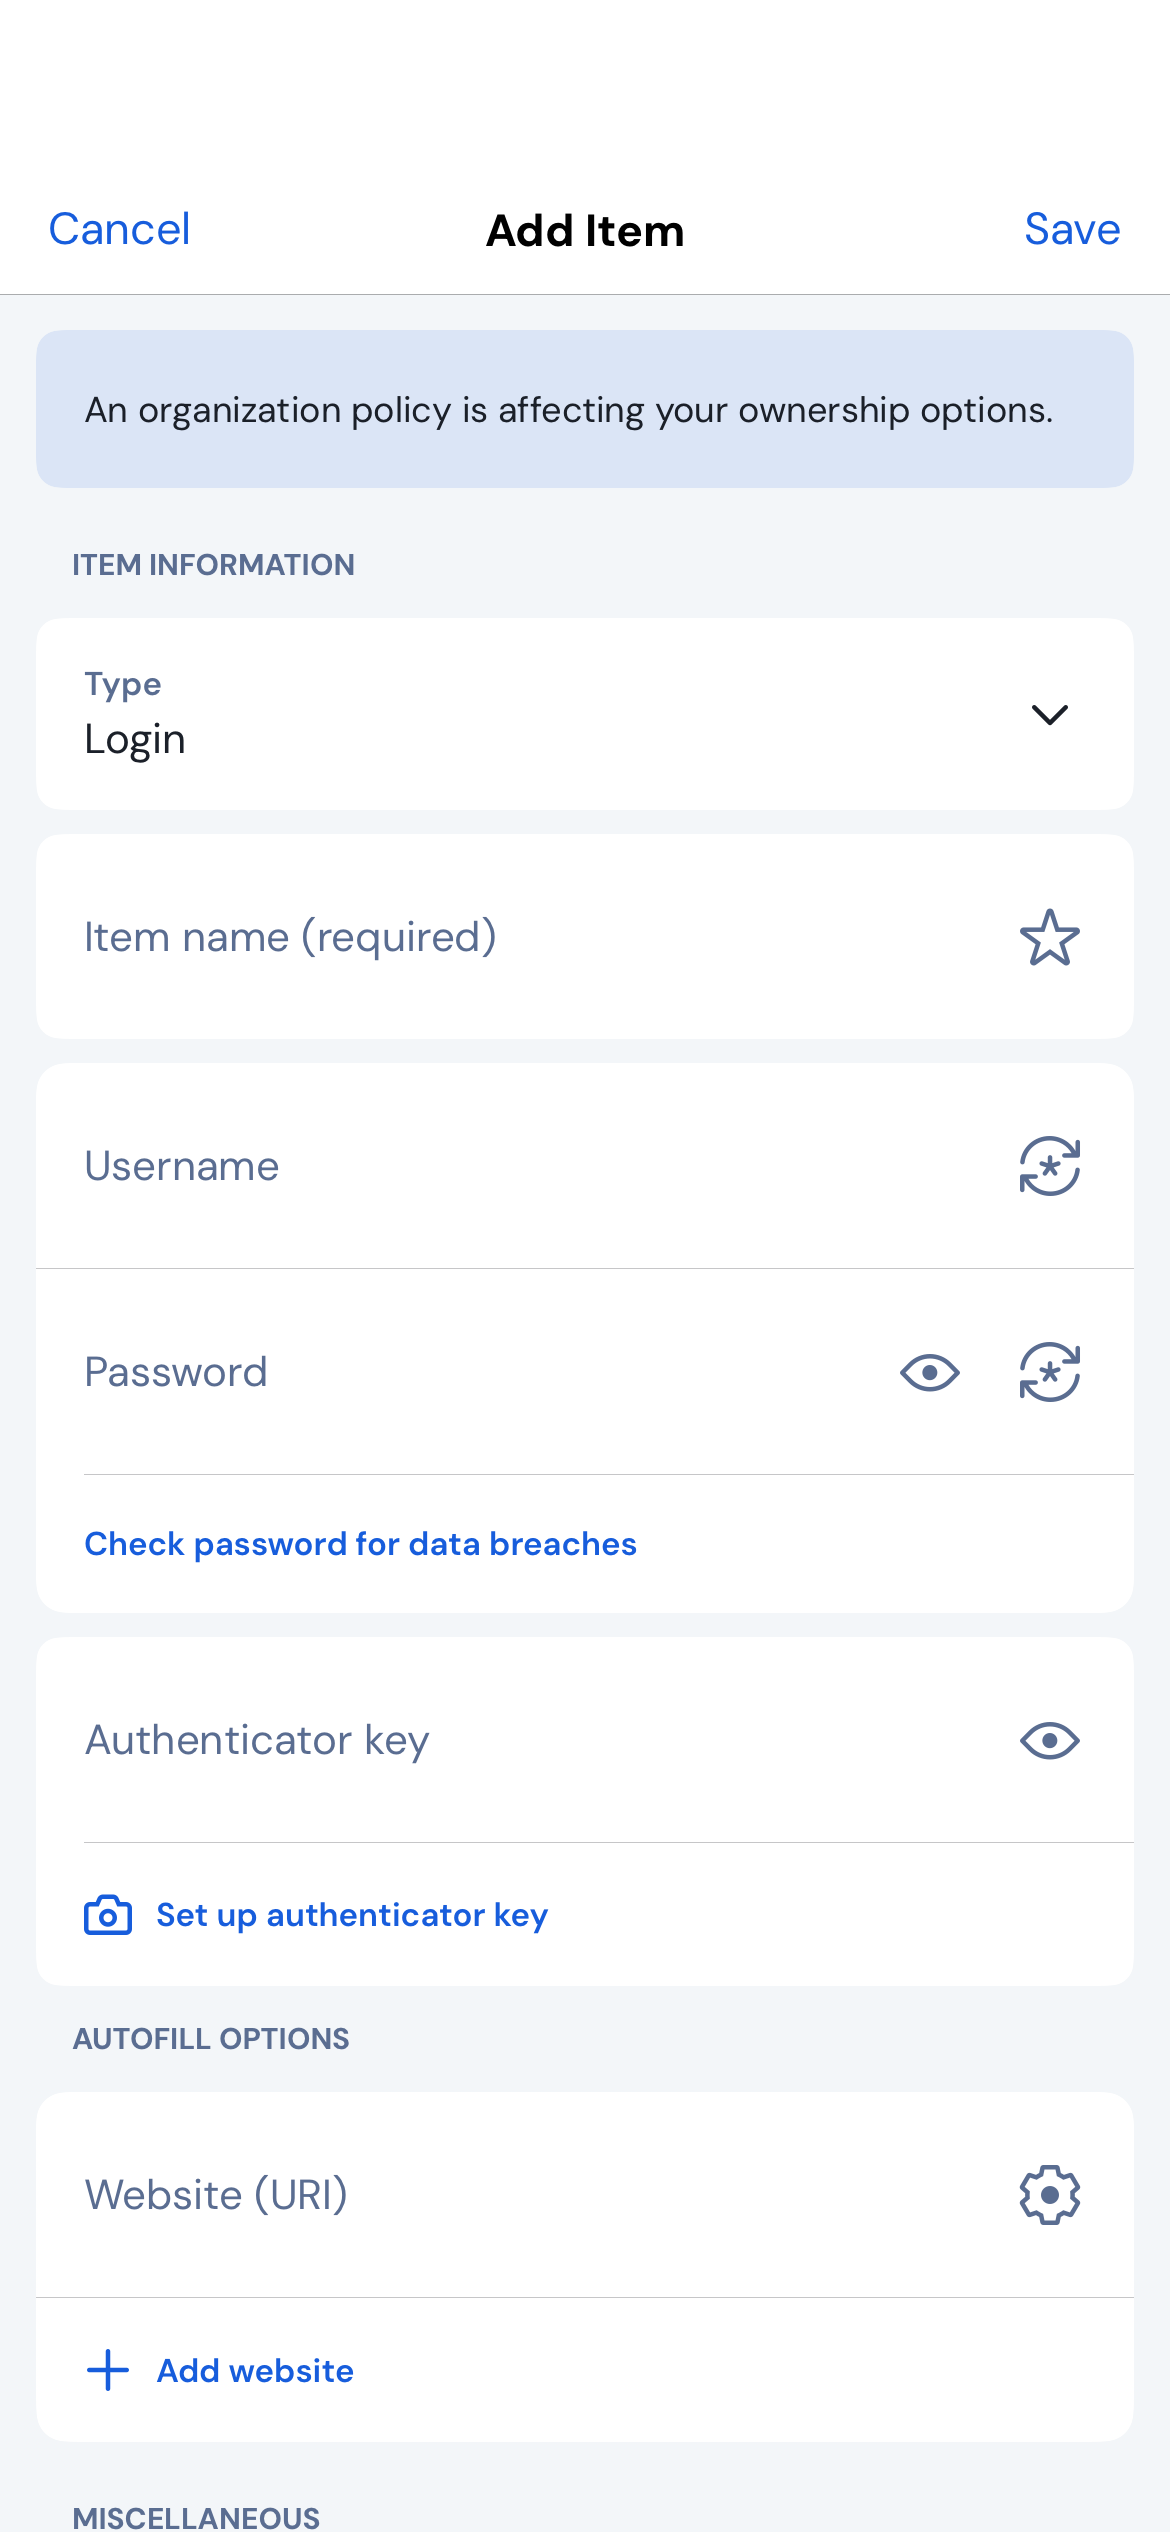 Cancel
Add Item
Save
An organization policy is affecting your ownership options.
ITEM INFORMATION
Type
Login
Item name (required)
Username
Password
Check password for data breaches
Authenticator key
Set up authenticator key
AUTOFILL OPTIONS
Website (URI)
Add website
MISCELLANEOUS